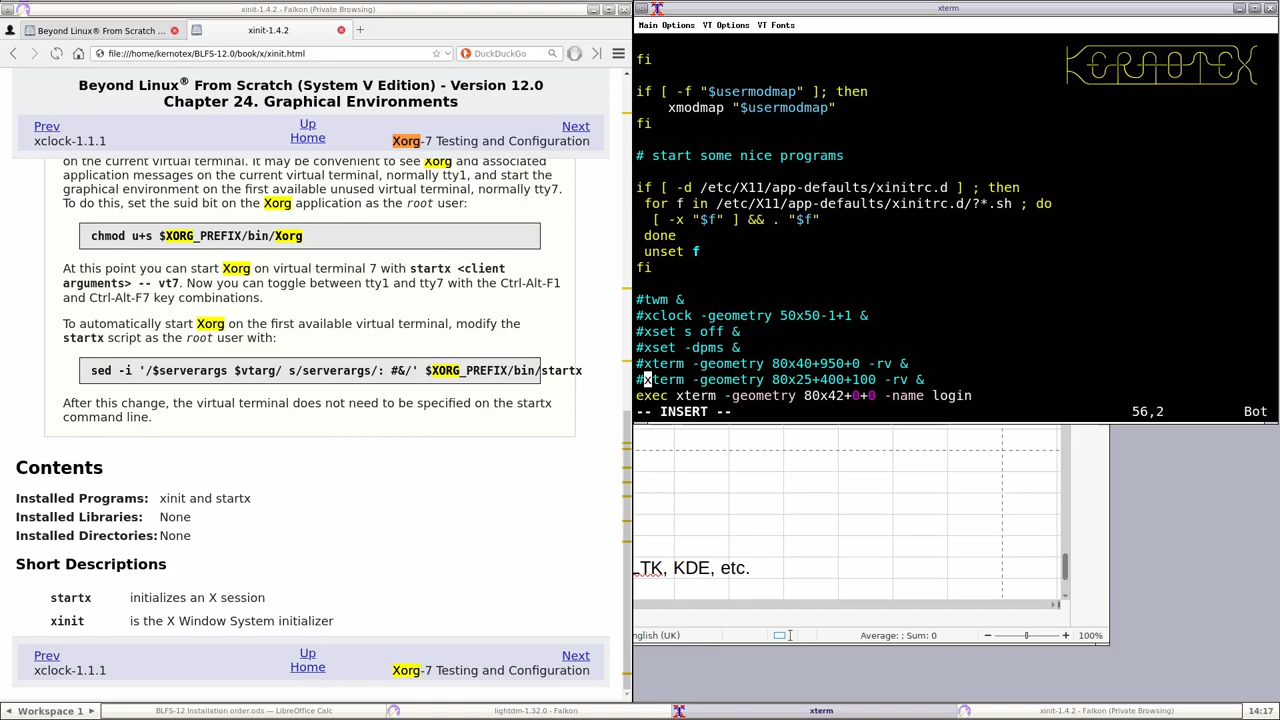 xinit-1.4.2 - Falkon (Private Browsing)
Beyond Linux® From Scratch ...
xinit-1.4.2
file:///home/kernotex/BLFS-12.0/book/x/xinit.html
DuckDuckGo
Beyond Linux® From Scratch (System V Edition) - Version 12.0
Chapter 24. Graphical Environments
Prev
Up
Next
xclock-1.1.1
Home
Xorg-7 Testing and Configuration
on the current virtual terminal. It may be convenient to see Xorg and associated
application messages on the current virtual terminal, normally tty1, and start the
graphical environment on the first available unused virtual terminal, normally tty7.
To do this, set the suid bit on the Xorg application as the root user:
chmod u+s $XORG_PREFIX/bin/Xorg
At this point you can start Xorg on virtual terminal 7 with startx <client
arguments> -- vt7. Now you can toggle between tty1 and tty7 with the Ctrl-Alt-F1
and Ctrl-Alt-F7 key combinations.
To automatically start Xorg on the first available virtual terminal, modify the
startx script as the root user with:
sed -i '/$serverargs $vtarg/ s/serverargs/: #&/' $XORG_PREFIX/bin/startx
After this change, the virtual terminal does not need to be specified on the startx
command line.
Contents
Installed Programs: xinit and startx
Installed Libraries: None
Installed Directories: None
Short Descriptions
startx initializes an X session
xinit is the X Window System initializer
Prev
Up
Next
xclock-1.1.1
Home
Xorg-7 Testing and Configuration
xterm
Main Options VT Options VT Fonts
KERNOTEX
fi
if [ -f "$usermodmap" ]; then
xmodmap "$usermodmap"
fi
# start some nice programs
if [ -d /etc/X11/app-defaults/xinitrc.d ] ; then
for f in /etc/X11/app-defaults/xinitrc.d/?*.sh ; do
[ -x "$f" ] && . "$f"
done
unset f
fi
#twm &
#xclock -geometry 50x50-1+1 &
#xset s off &
#xset -dpms &
#xterm -geometry 80x40+950+0 -rv &
#xterm -geometry 80x25+400+100 -rv &
exec xterm -geometry 80x42+0+0 -name login
-- INSERT -- 56,2 Bot
LTK, KDE, etc.
nglish (UK)
Average: ; Sum: 0
100%
Workspace 1
BLFS-12 Installation order.ods — LibreOffice Calc
lightdm-1.32.0 - Falkon
xterm
xinit-1.4.2 - Falkon (Private Browsing)
14:17